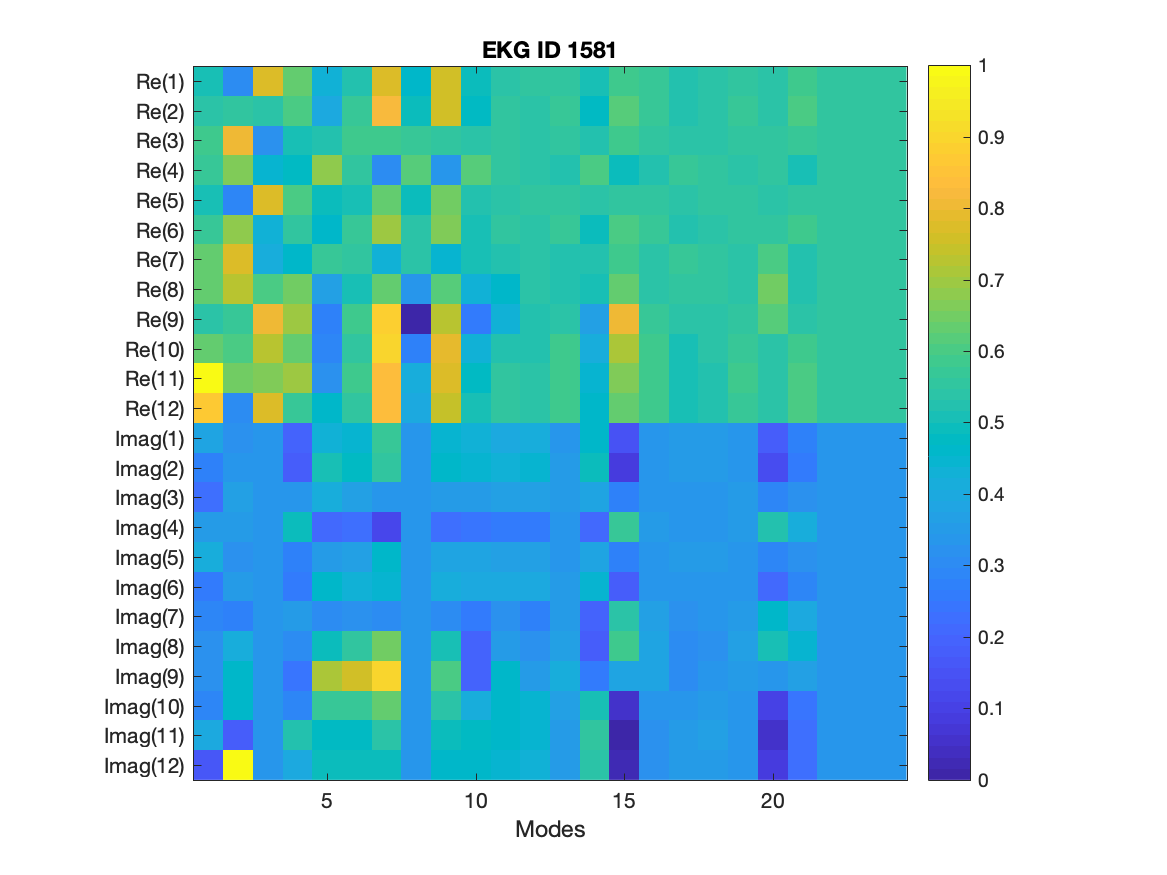 EKG ID 1581
Re(1)
Re(2)
Re(3)
Re(4)
Re(5)
Re(6)
Re(7)
Re(8)
Re(9)
Re(10)
Re(11)
Re(12)
Imag(1)
Imag(2)
Imag(3)
Imag(4)
Imag(5)
Imag(6)
Imag(7)
Imag(8)
Imag(9)
Imag(10)
Imag(11)
Imag(12)
5 10 15 20
Modes
1
0.9
0.8
0.7
0.6
0.5
0.4
0.3
0.2
0.1
0